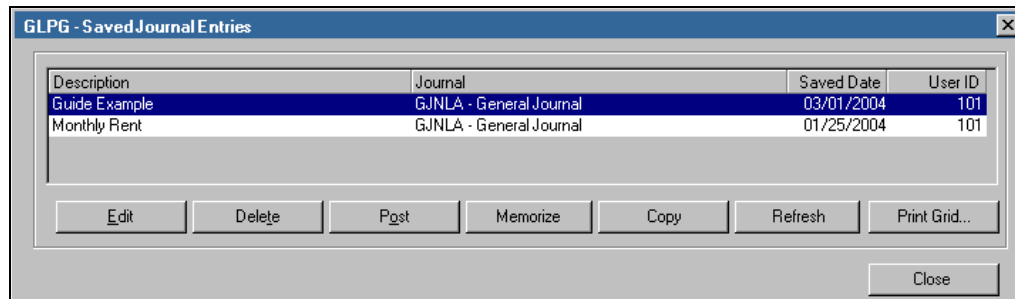 GLPG - Saved Journal Entries
Description Journal Saved Date User ID
Guide Example GJNLA - General Journal 03/01/2004 101
Monthly Rent GJNLA - General Journal 01/25/2004 101
Edit Delete Post Memorize Copy Refresh Print Grid...
Close